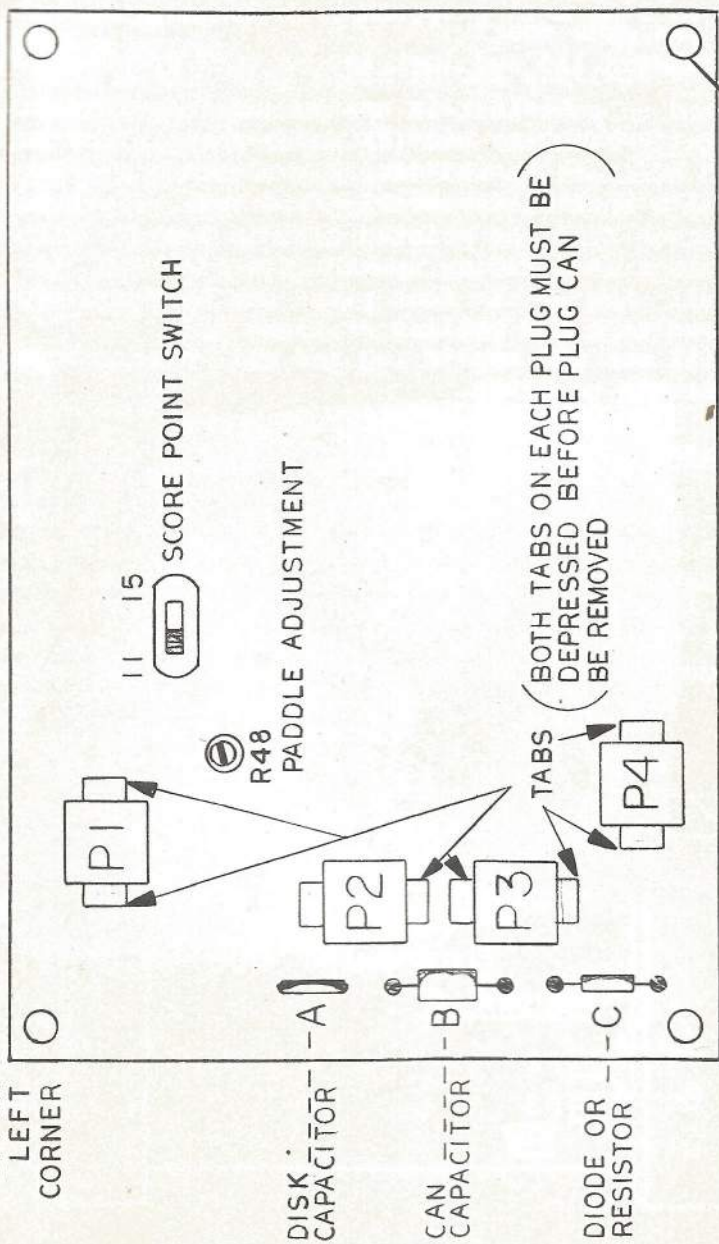 LEFT
CORNER
P1
11 15
SCORE POINT SWITCH
R48
PADDLE ADJUSTMENT
DISK
CAPACITOR
A
P2
CAN
CAPACITOR
B
P3
TABS
(BOTH TABS ON EACH PLUG MUST BE
DEPRESSED BEFORE PLUG CAN
BE REMOVED)
DIODE OR
RESISTOR
C
P4